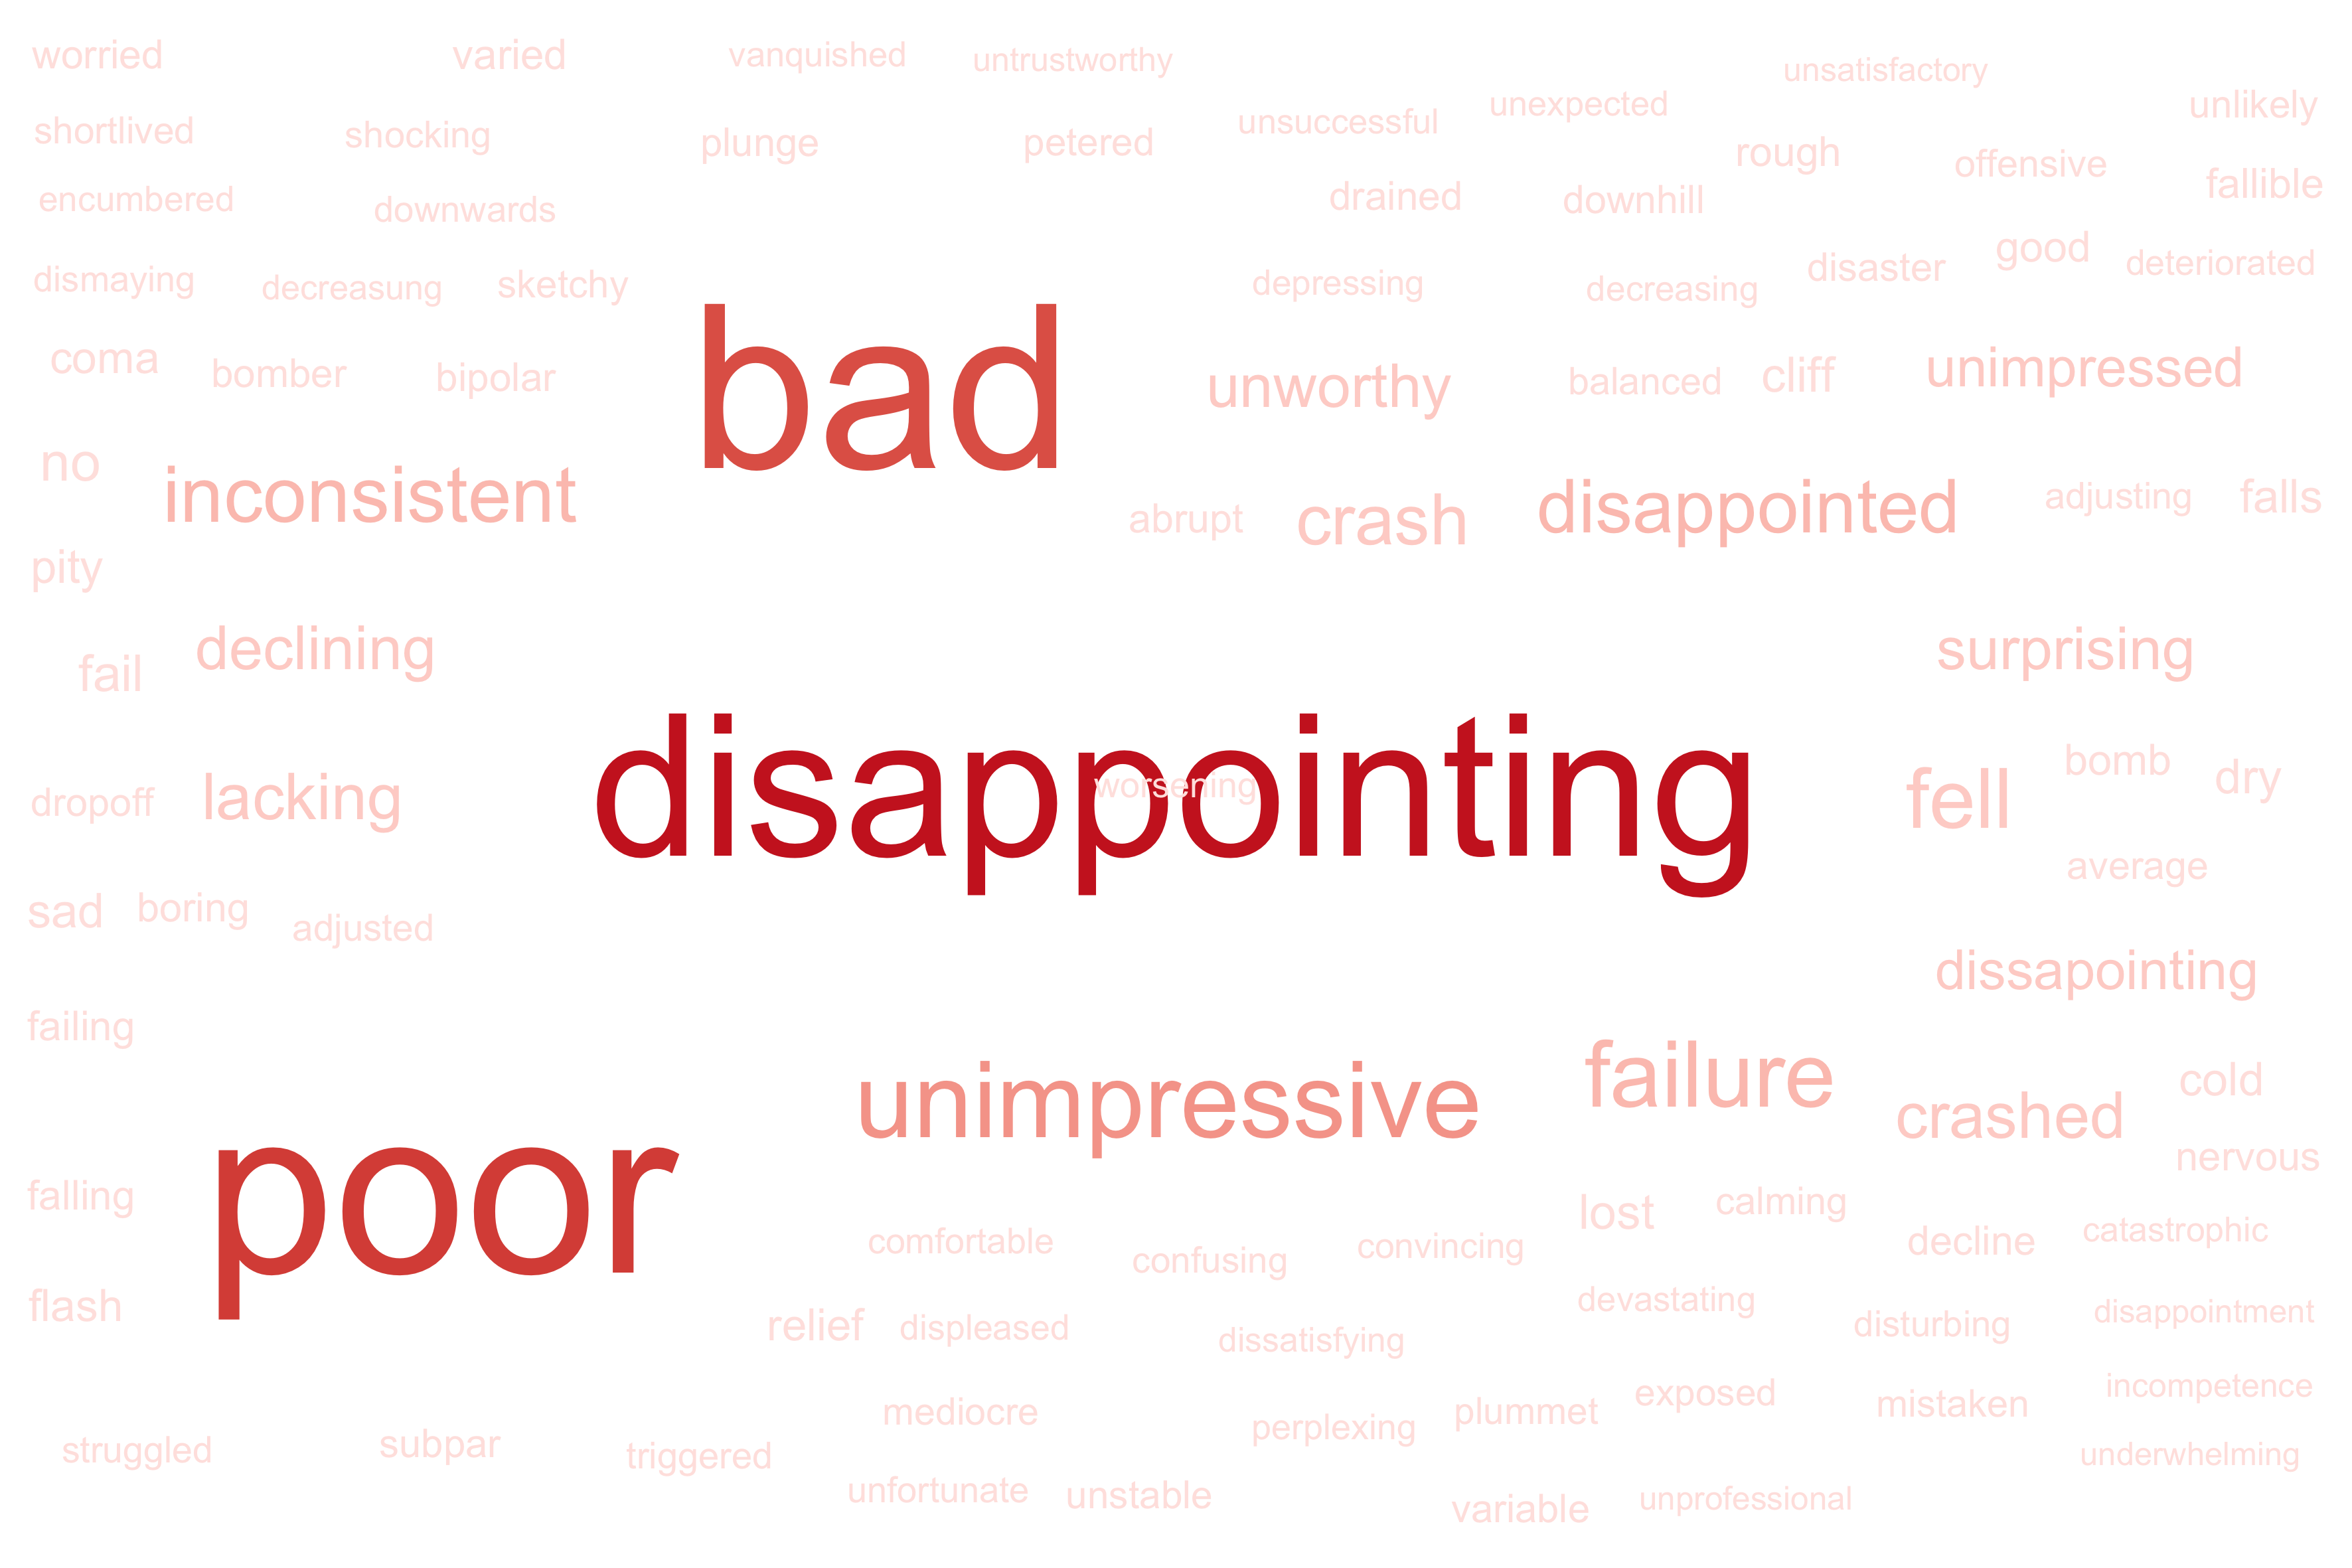 worried varied vanquished untrustworthy unsatisfactory
shortlived shocking plunge petered unsuccessful unexpected unlikely
encumbered downwards drained downhill rough offensive fallible
dismaying decreasung sketchy depressing decreasing disaster good deteriorated
coma bomber bipolar bad unworthy balanced cliff unimpressed
no inconsistent abrupt crash disappointed adjusting falls
pity
fail declining surprising
dropoff lacking disappointing worsening fell bomb dry
average
sad boring adjusted dissapointing
failing unimpressive failure crashed cold
nervous
falling poor comfortable confusing convincing lost calming decline catastrophic
flash relief displeased dissatisfying devastating disturbing disappointment
mediocre perplexing plummet exposed mistaken incompetence
struggled subpar triggered underwhelming
unfortunate unstable variable unprofessional